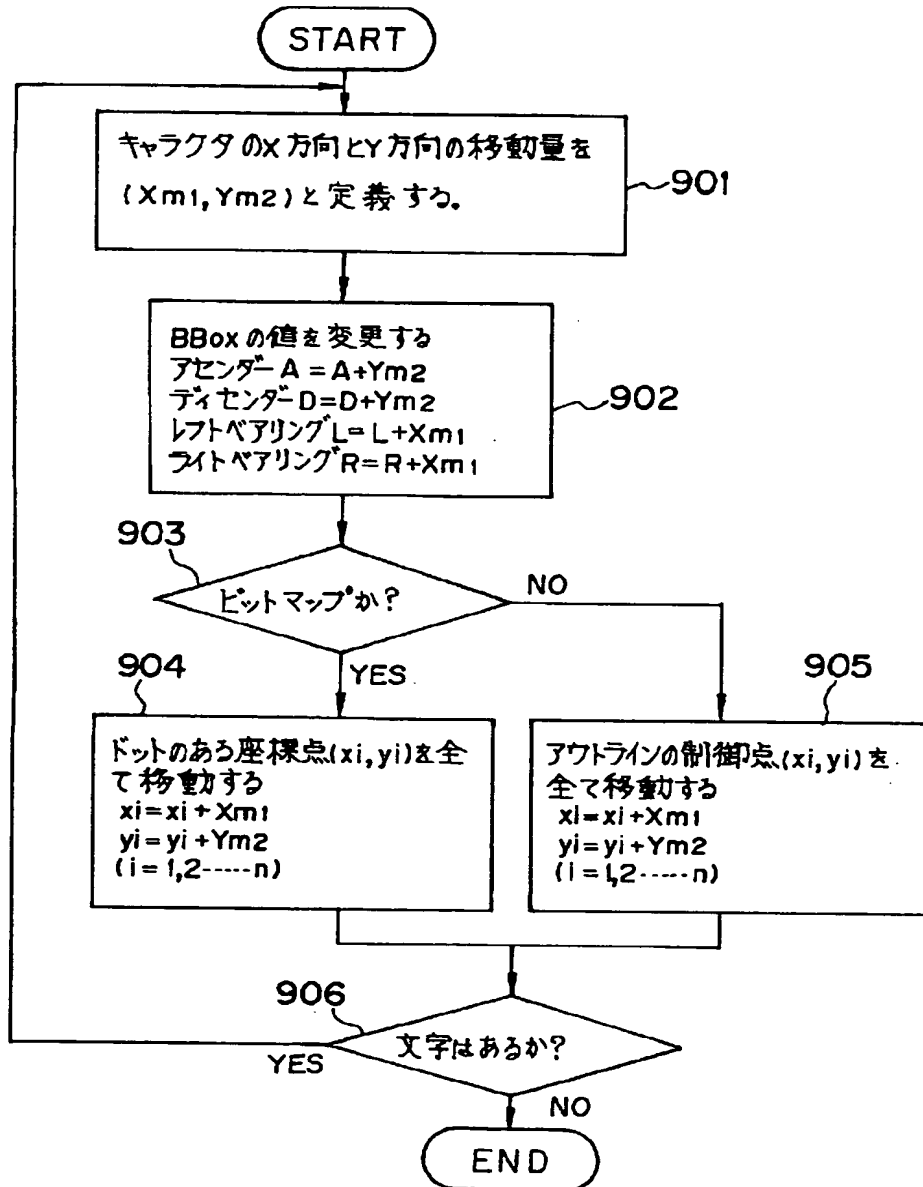 START
キャラクタのX方向とY方向の移動量を
(Xm1,Ym2)と定義する。
901
BBoxの値を変更する
アセンダーA=A+Ym2
ディセンダーD=D+Ym2
レフトベアリングL=L+Xm1
ライトベアリングR=R+Xm1
902
903
ビットマップか?
NO
YES
904
ドットのある座標点(xi,yi)を全
て移動する
xi=xi+Xm1
yi=yi+Ym2
(i=1,2-----n)
905
アウトラインの制御点(xi,yi)を
全て移動する
xi=xi+Xm1
yi=yi+Ym2
(i=1,2-----n)
906
文字はあるか?
YES
NO
END